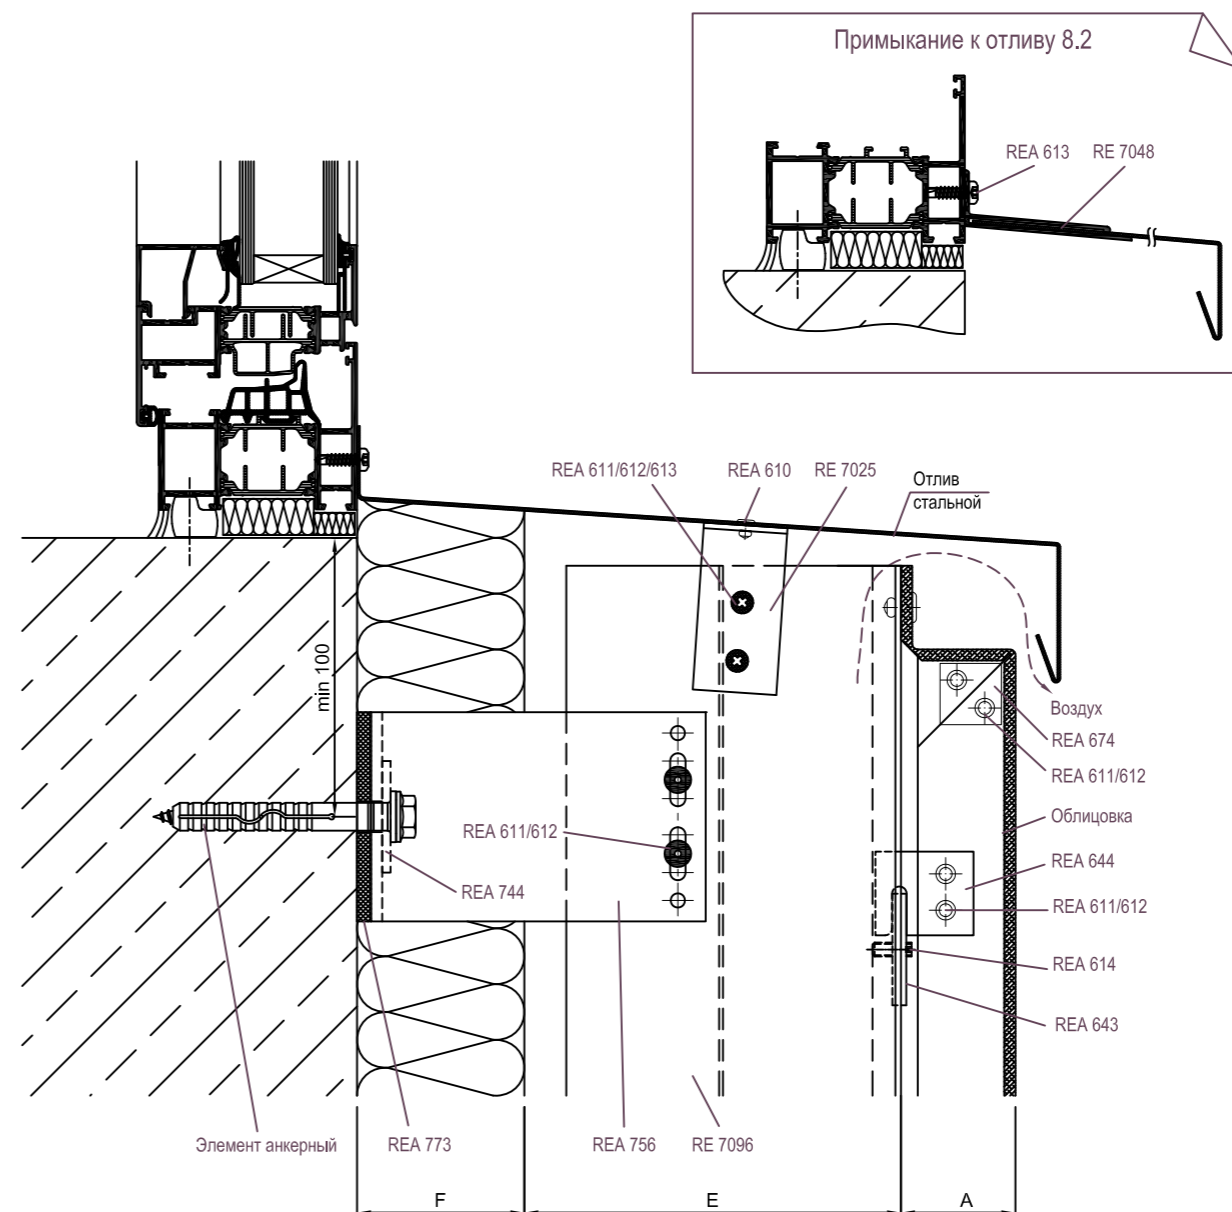 Примыкание к отливу 8.2
REA 613
RE 7048
REA 611/612/613
REA 610
RE 7025
Отлив
стальной
min 100
Воздух
REA 674
REA 611/612
Облицовка
REA 611/612
REA 644
REA 744
REA 611/612
REA 614
REA 643
Элемент анкерный
REA 773
REA 756
RE 7096
F
E
A